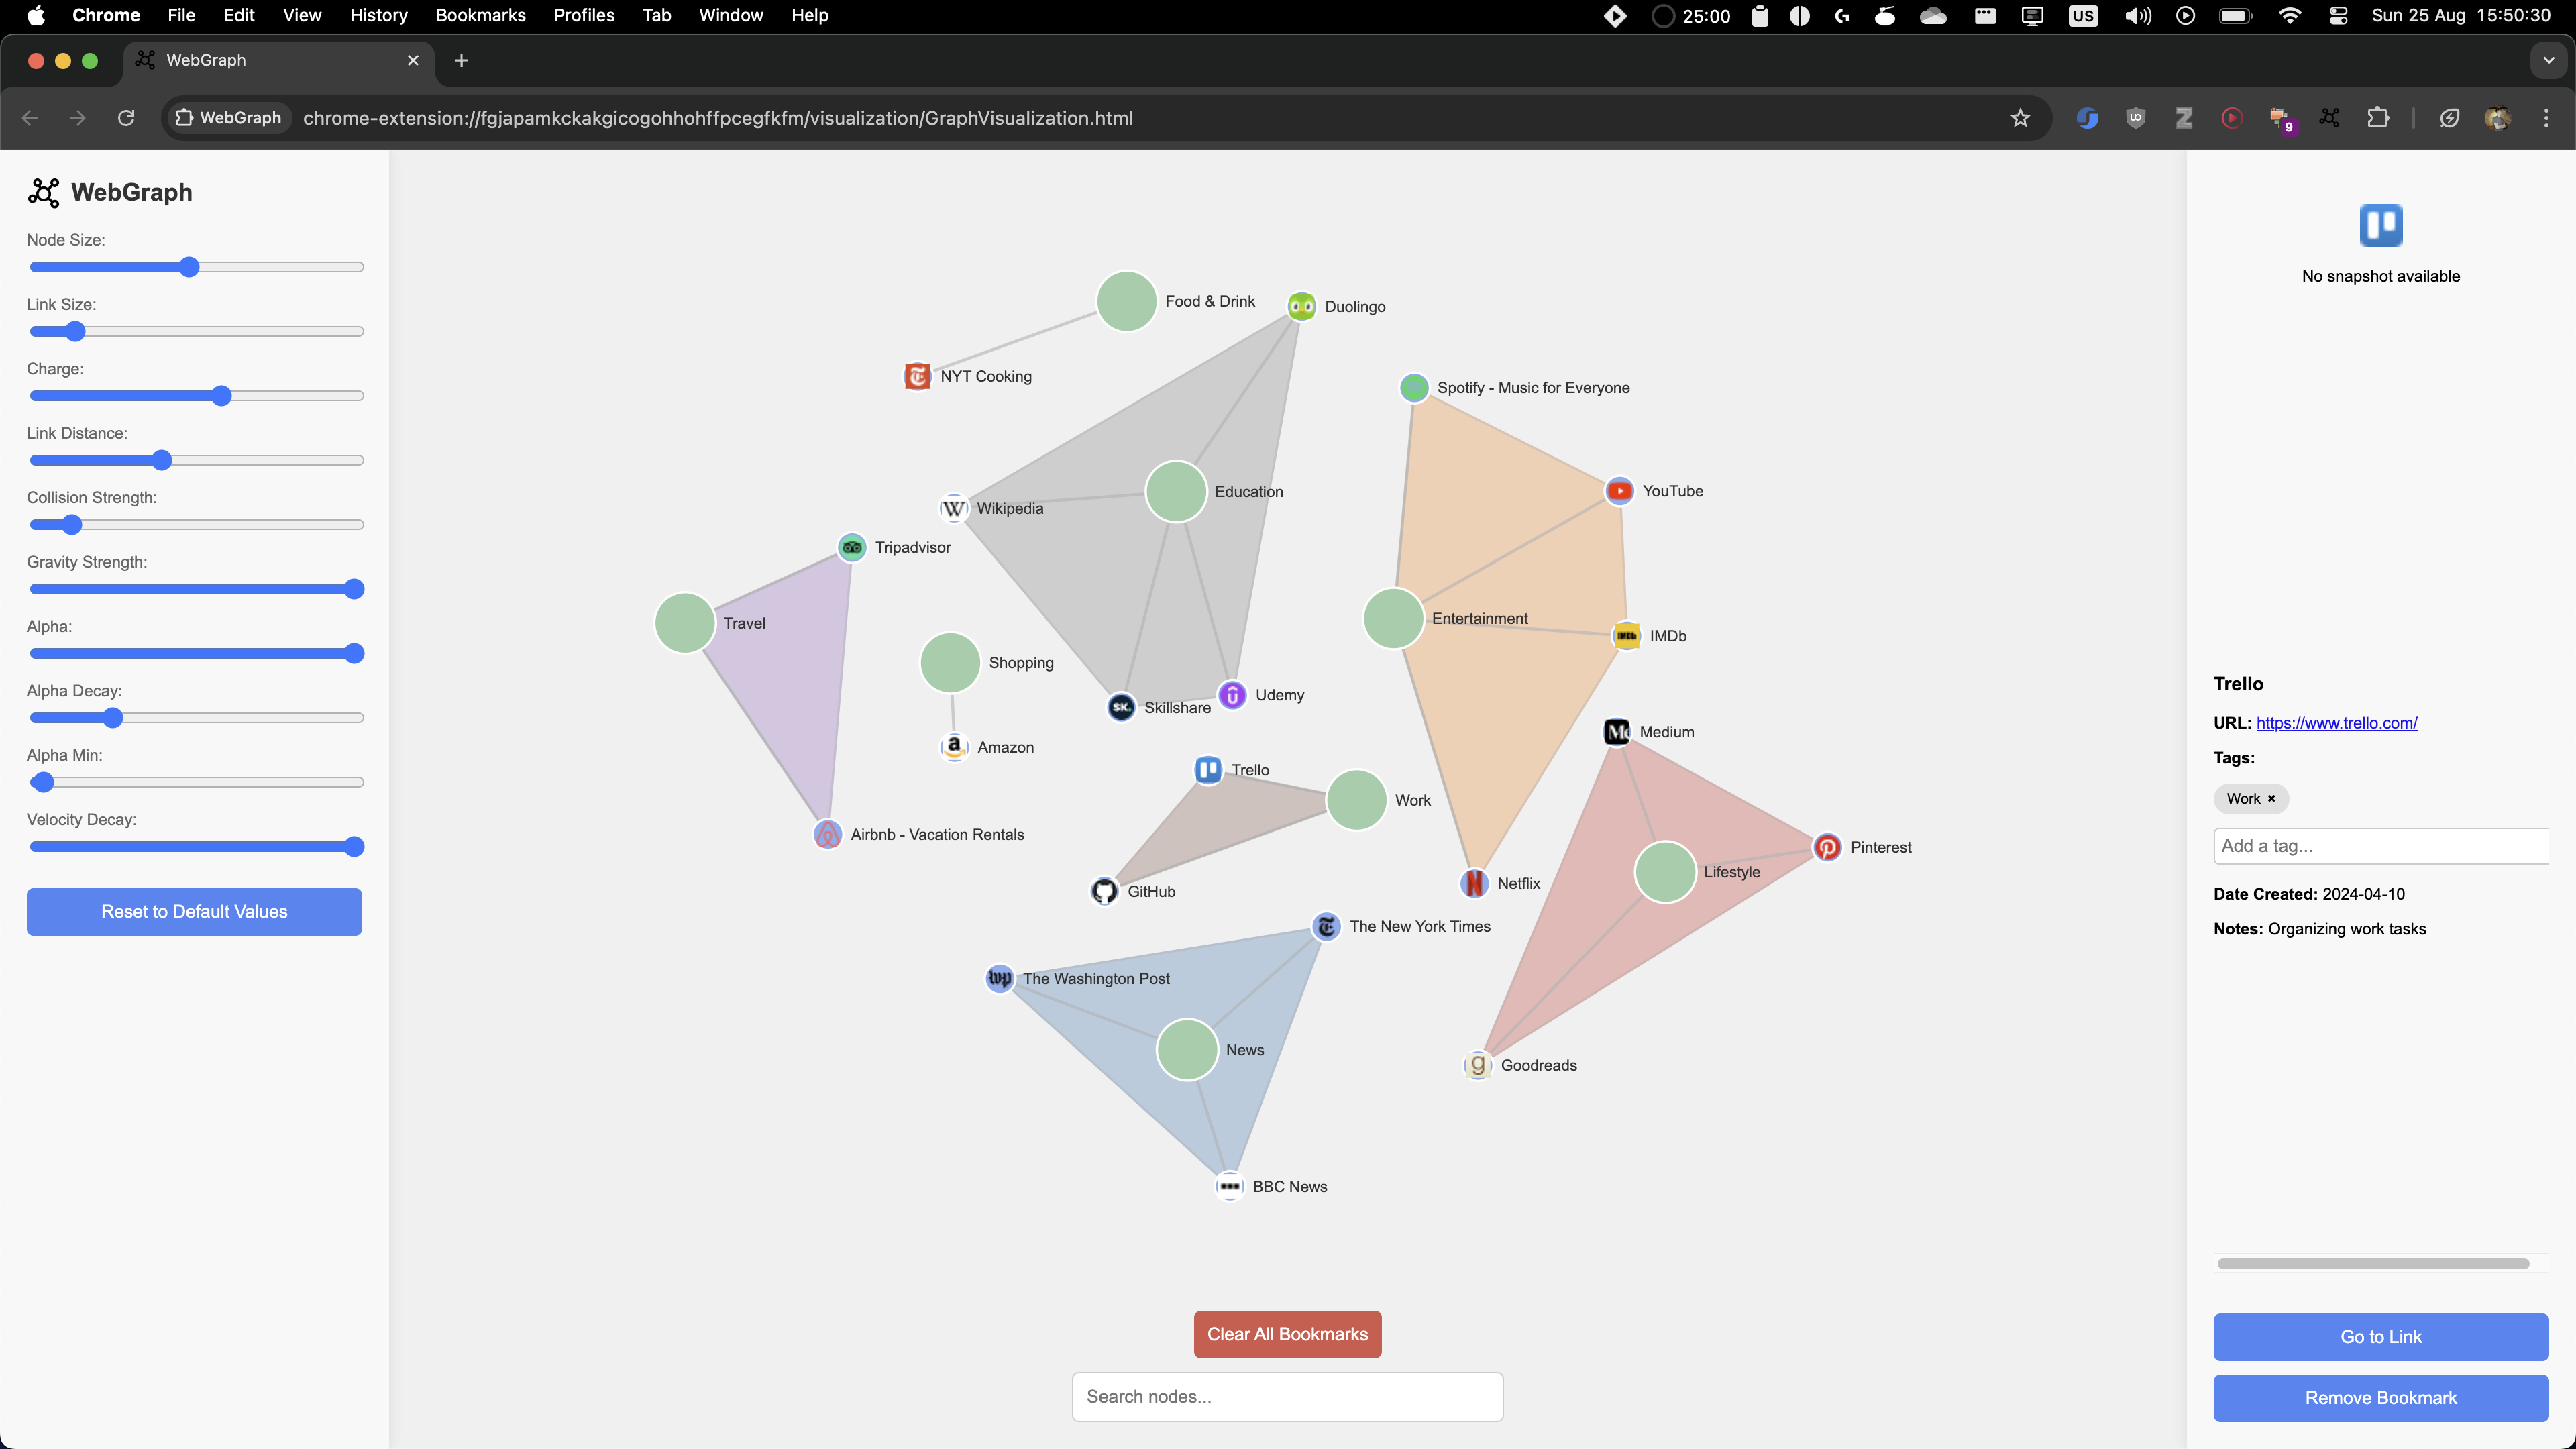 Chrome File Edit View History Bookmarks Profiles Tab Window Help 25:00 US Sun 25 Aug 15:50:30
WebGraph
WebGraph chrome-extension://fgjapamkckakgicogohhohffpcegfkfm/visualization/GraphVisualization.html 9
WebGraph
Node Size:
Link Size:
Charge:
Link Distance:
Collision Strength:
Gravity Strength:
Alpha:
Alpha Decay:
Alpha Min:
Velocity Decay:
Reset to Default Values
Food & Drink
Duolingo
NYT Cooking
Spotify - Music for Everyone
Education
YouTube
Wikipedia
Tripadvisor
Travel
Entertainment
IMDb
Shopping
Udemy
SK.
Skillshare
Medium
Amazon
Trello
Work
Airbnb - Vacation Rentals
Pinterest
Lifestyle
Netflix
GitHub
The New York Times
The Washington Post
News
Goodreads
BBC News
Clear All Bookmarks
Search nodes...
No snapshot available
Trello
URL: https://www.trello.com/
Tags:
Work ×
Add a tag...
Date Created: 2024-04-10
Notes: Organizing work tasks
Go to Link
Remove Bookmark